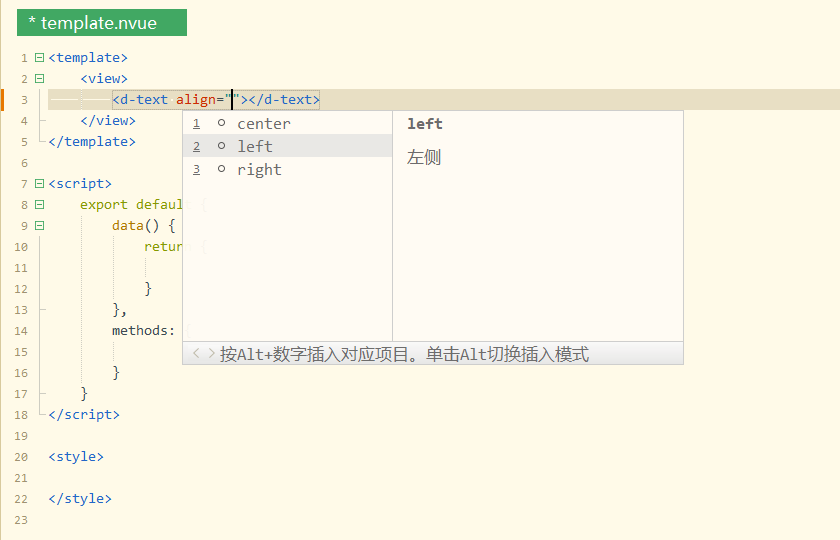 * template.nvue
1 <template>
2 <view>
3 <d-text align=""></d-text>
4 </view>
5 </template>
6
7 <script>
8 export default {
9 data() {
10 return {
11
12 }
13 },
14 methods: {
15
16 }
17 }
18 </script>
19
20 <style>
21
22 </style>
23
1 center
2 left
3 right
left
左侧
按Alt+数字插入对应项目。单击Alt切换插入模式